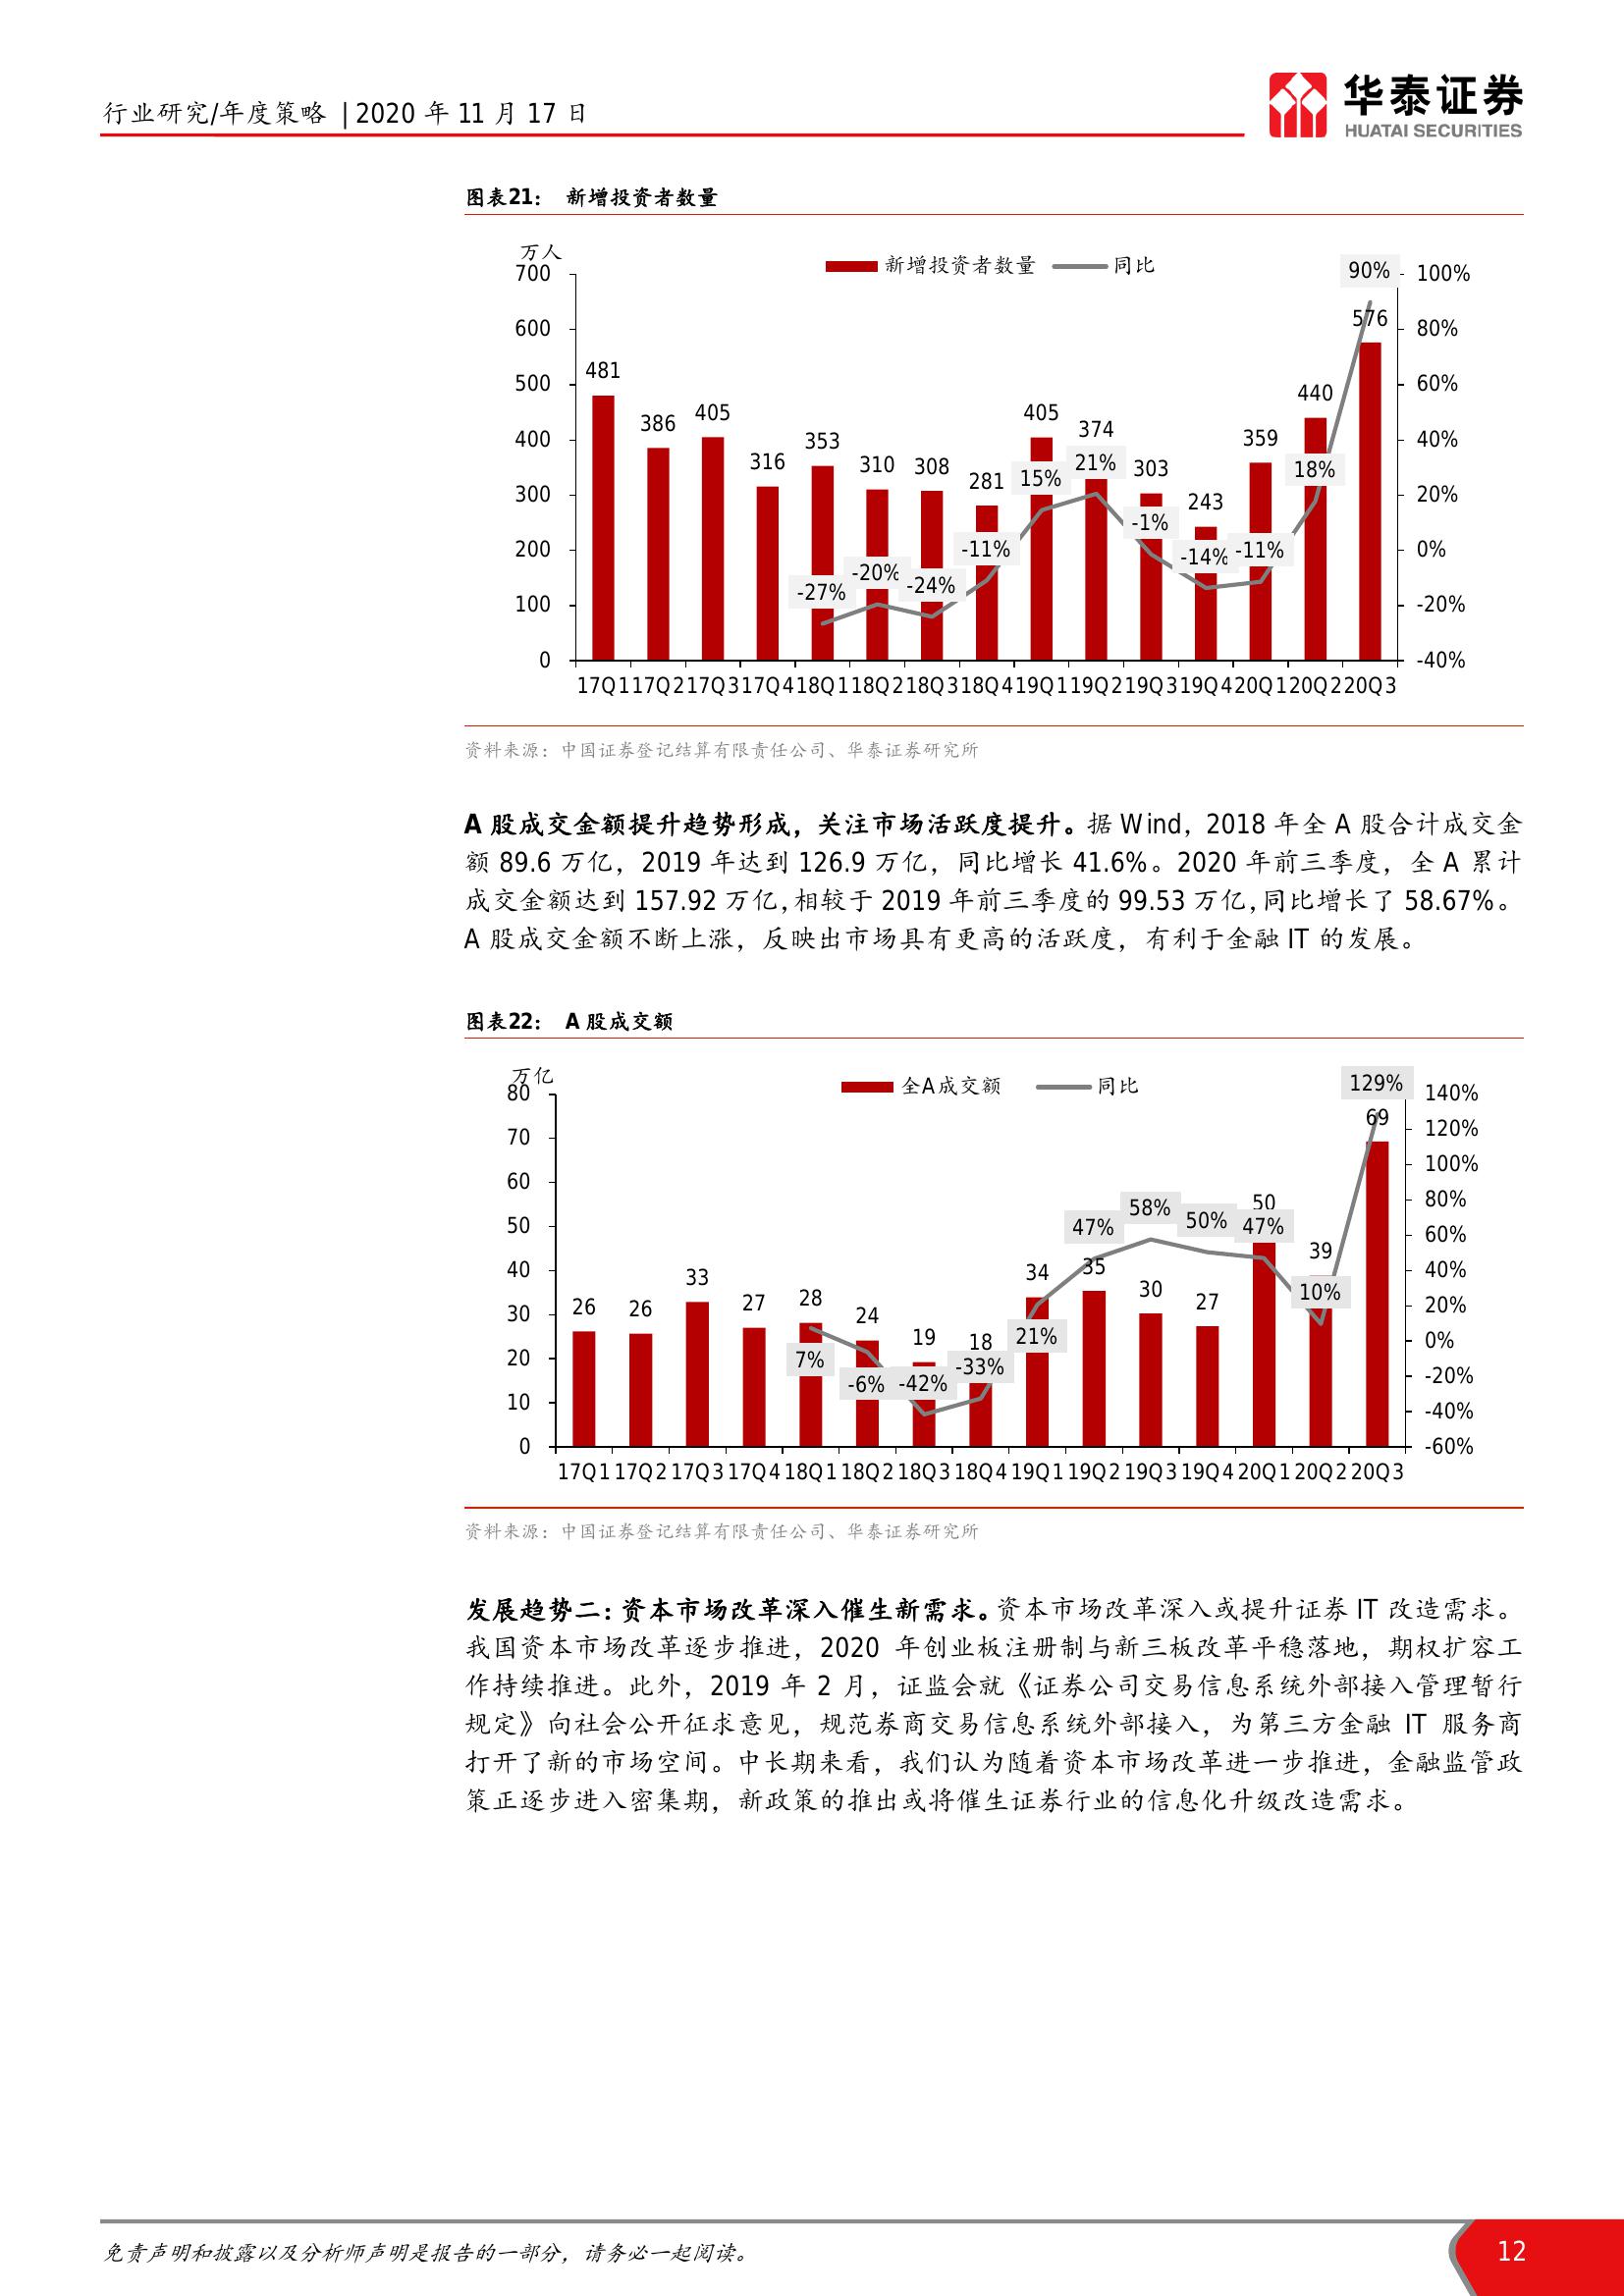 行业研究/年度策略 | 2020 年 11 月 17 日
华泰证券
HUATAI SECURITIES
图表21： 新增投资者数量
万人
新增投资者数量 同比
700
600
500
400
300
200
100
0
100%
80%
60%
40%
20%
0%
-20%
-40%
481 386 405 316 353 310 308 281 405 374 303 243 359 440 576
-27% -20% -24% -11% 15% 21% -1% -14% -11% 18% 90%
17Q1 17Q2 17Q3 17Q4 18Q1 18Q2 18Q3 18Q4 19Q1 19Q2 19Q3 19Q4 20Q1 20Q2 20Q3
资料来源：中国证券登记结算有限责任公司、华泰证券研究所
A 股成交金额提升趋势形成，关注市场活跃度提升。据 Wind，2018 年全 A 股合计成交金
额 89.6 万亿，2019 年达到 126.9 万亿，同比增长 41.6%。2020 年前三季度，全 A 累计
成交金额达到 157.92 万亿，相较于 2019 年前三季度的 99.53 万亿，同比增长了 58.67%。
A 股成交金额不断上涨，反映出市场具有更高的活跃度，有利于金融 IT 的发展。
图表22： A 股成交额
万亿
全A成交额 同比
80
70
60
50
40
30
20
10
0
140%
120%
100%
80%
60%
40%
20%
0%
-20%
-40%
-60%
26 26 33 27 28 24 19 18 34 35 30 27 50 39 69
7% -6% -42% -33% 21% 47% 58% 50% 47% 10% 129%
17Q1 17Q2 17Q3 17Q4 18Q1 18Q2 18Q3 18Q4 19Q1 19Q2 19Q3 19Q4 20Q1 20Q2 20Q3
资料来源：中国证券登记结算有限责任公司、华泰证券研究所
发展趋势二：资本市场改革深入催生新需求。资本市场改革深入或提升证券 IT 改造需求。
我国资本市场改革逐步推进，2020 年创业板注册制与新三板改革平稳落地，期权扩容工
作持续推进。此外，2019 年 2 月，证监会就《证券公司交易信息系统外部接入管理暂行
规定》向社会公开征求意见，规范券商交易信息系统外部接入，为第三方金融 IT 服务商
打开了新的市场空间。中长期来看，我们认为随着资本市场改革进一步推进，金融监管政
策正逐步进入密集期，新政策的推出或将催生证券行业的信息化升级改造需求。
免责声明和披露以及分析师声明是报告的一部分，请务必一起阅读。
12